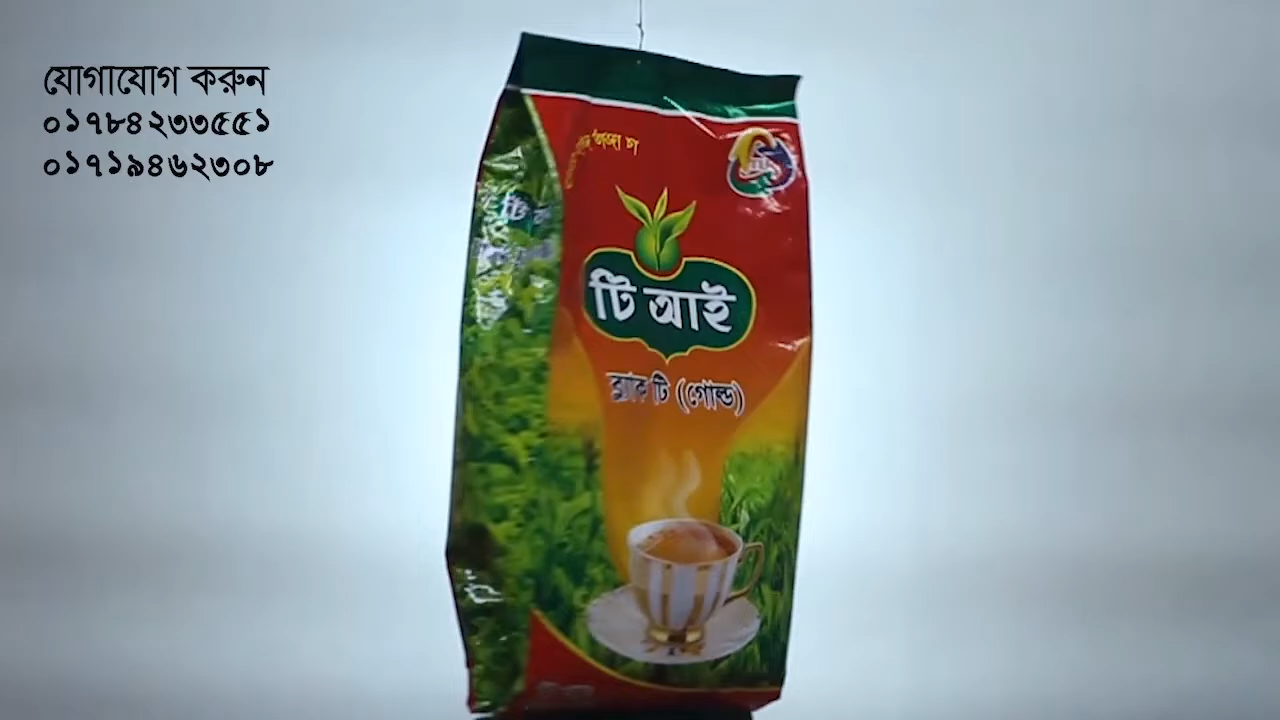 যোগাযোগ করুন
০১৭৮৪২৩৩৫৫১
০১৭১৯৪৬২৩০৮
তাজা চা
টি আই
ব্ল্যাক টি (গোল্ড)
টি